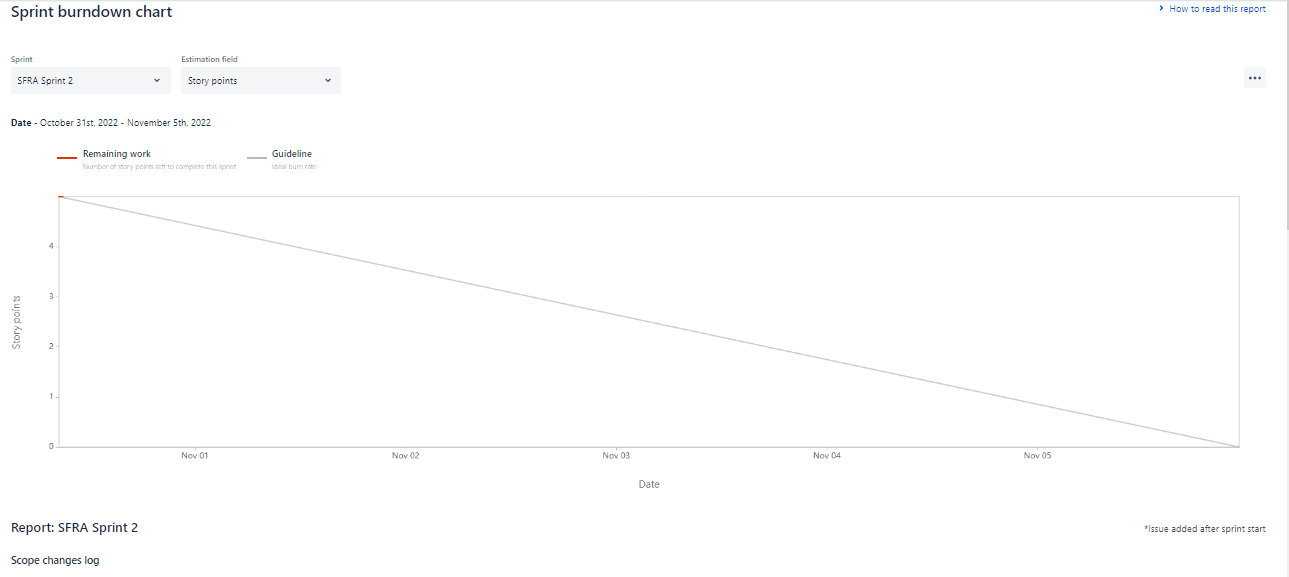 Sprint burndown chart
How to read this report
Sprint
Estimation field
SFRA Sprint 2
Story points
Date - October 31st, 2022 - November 5th, 2022
Remaining work
Number of story points left to complete this sprint
Guideline
Ideal burn rate
4
3
2
1
0
Story points
Nov 01
Nov 02
Nov 03
Nov 04
Nov 05
Date
Report: SFRA Sprint 2
*Issue added after sprint start
Scope changes log